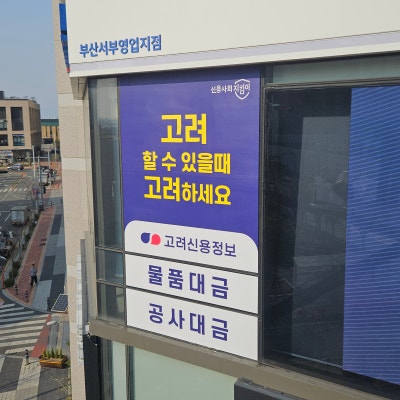 부산서부영업지점
신용사회 지킴이
고려
할 수 있을때
고려하세요
고려신용정보
물품대금
공사대금